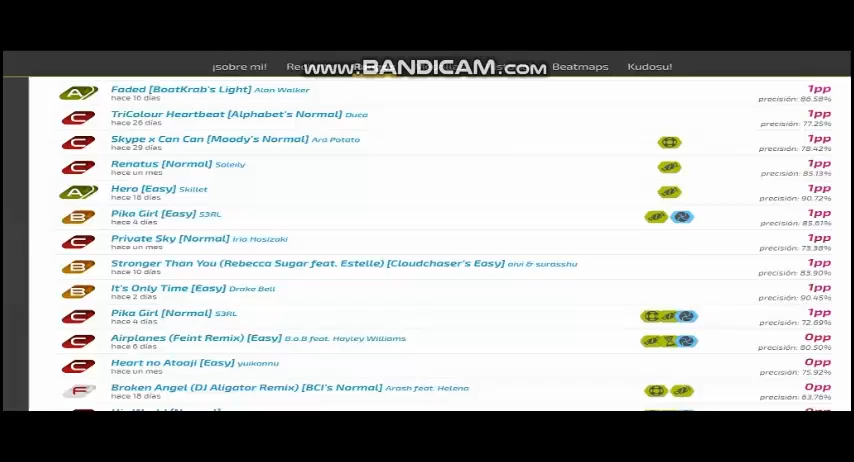 ¡sobre mi!
www.BANDICAM.com
Beatmaps
Kudosu!
A
Faded [BoatKrab's Light] Alan Walker
1pp
hace 16 días
precisión: 86.58%
C
TriColour Heartbeat [Alphabet's Normal] Duca
1pp
hace 26 días
precisión: 77.25%
C
Skype x Can Can [Moody's Normal] Ara Potato
1pp
hace 29 días
precisión: 78.42%
C
Renatus [Normal] Soleily
1pp
hace un mes
precisión: 85.13%
A
Hero [Easy] Skillet
1pp
hace 18 días
precisión: 90.72%
B
Pika Girl [Easy] S3RL
1pp
hace 4 días
precisión: 85.61%
C
Private Sky [Normal] Iria Hosizaki
1pp
hace un mes
precisión: 73.38%
B
Stronger Than You (Rebecca Sugar feat. Estelle) [Cloudchaser's Easy] aivi & surasshu
1pp
hace 10 días
precisión: 83.90%
B
It's Only Time [Easy] Drake Bell
1pp
hace 2 días
precisión: 90.45%
C
Pika Girl [Normal] S3RL
1pp
hace 4 días
precisión: 72.69%
C
Airplanes (Feint Remix) [Easy] B.o.B feat. Hayley Williams
0pp
hace 6 días
precisión: 80.50%
C
Heart no Ataaji [Easy] yuikonnu
0pp
hace un mes
precisión: 75.92%
F
Broken Angel (DJ Aligator Remix) [BCI's Normal] Arash feat. Helena
0pp
hace 18 días
precisión: 63.76%